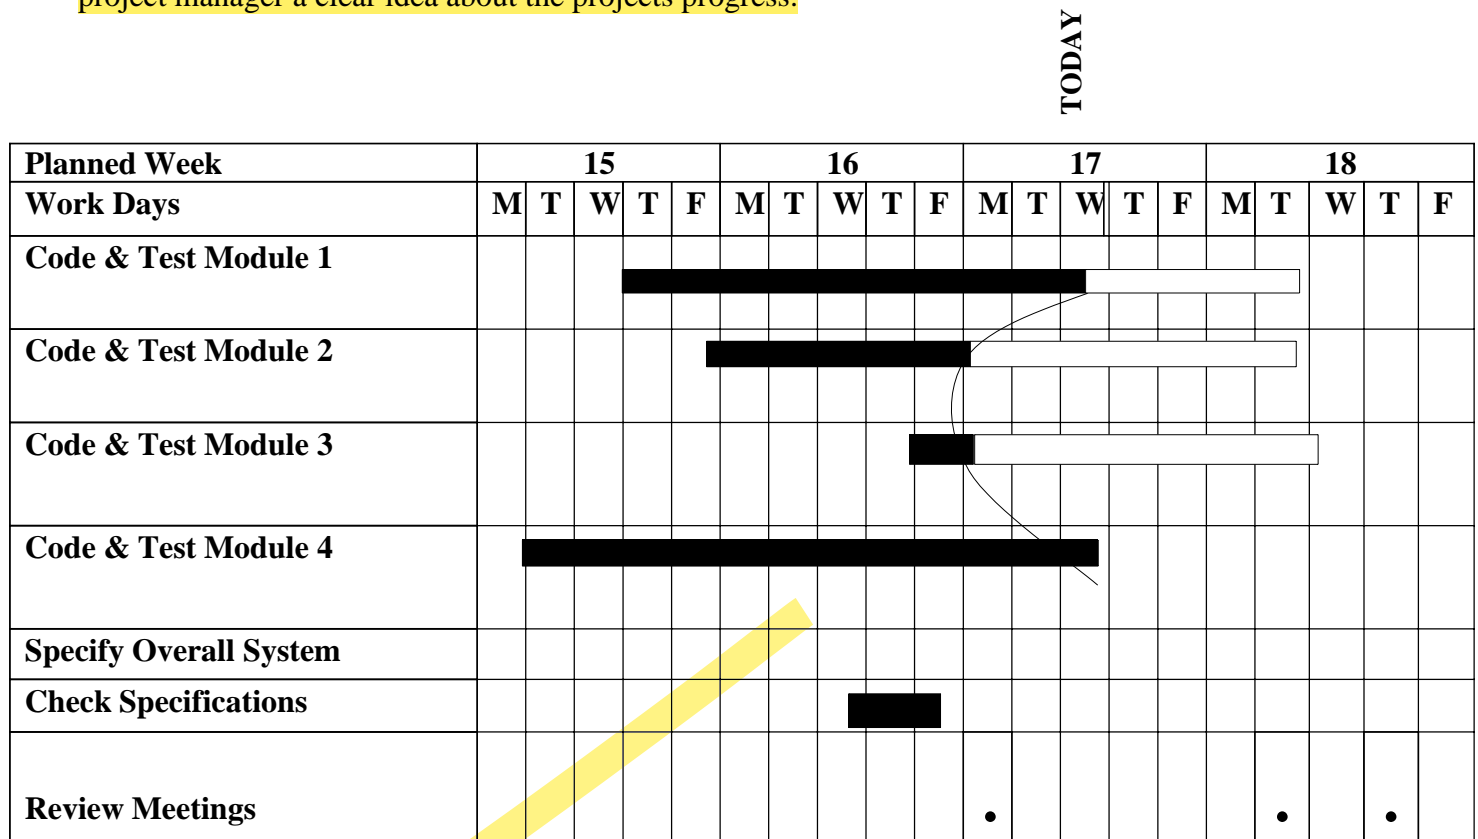 project manager a clear idea about the projects progress.
TODAY
Planned Week 15 16 17 18
Work Days M T W T F M T W T F M T W T F M T W T F
Code & Test Module 1
Code & Test Module 2
Code & Test Module 3
Code & Test Module 4
Specify Overall System
Check Specifications
Review Meetings